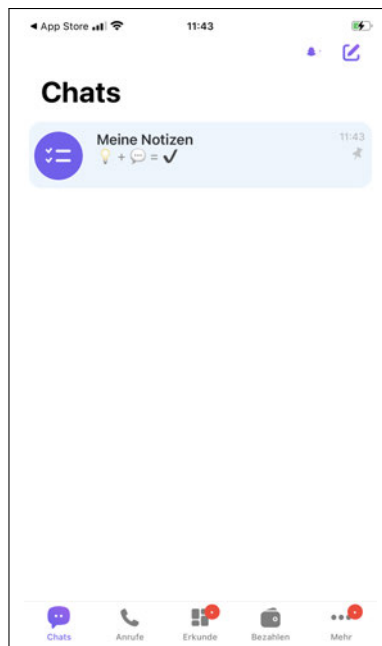 ◀ App Store
11:43
Chats
Meine Notizen
11:43
💡 + 💬 = ✔
Chats
Anrufe
Erkunde
Bezahlen
Mehr